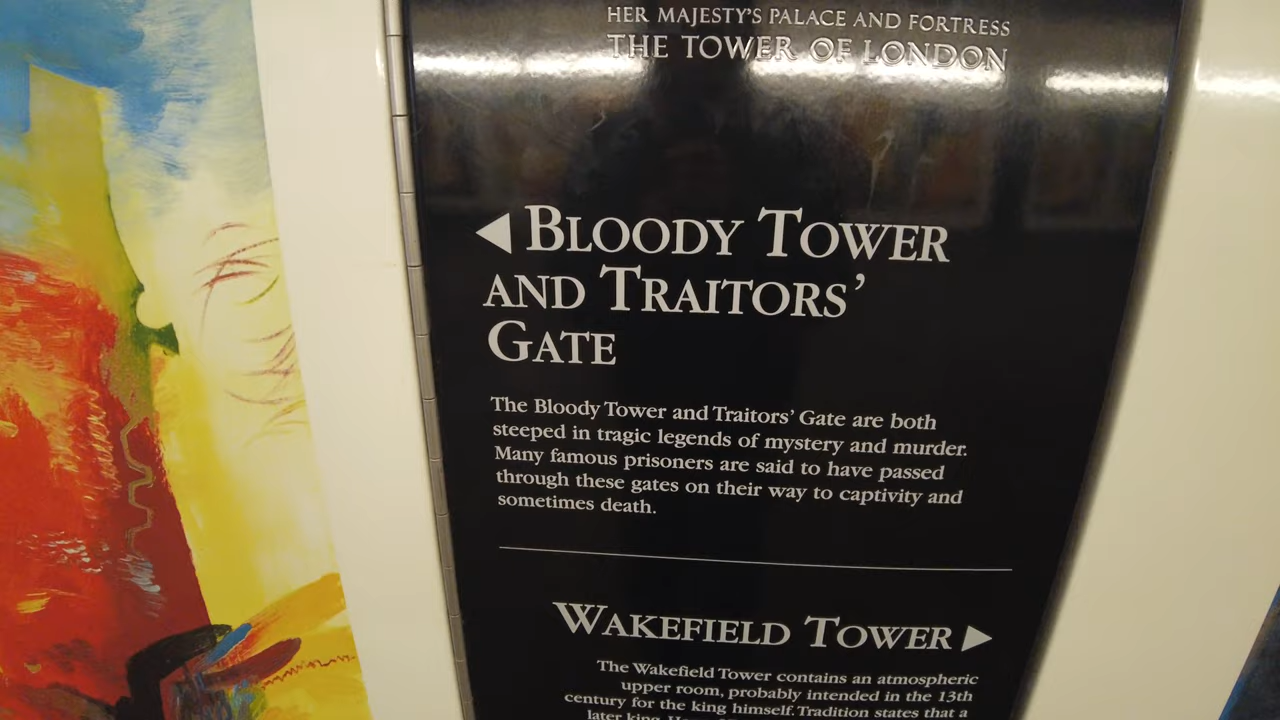 HER MAJESTY'S PALACE AND FORTRESS
THE TOWER OF LONDON
◀ BLOODY TOWER
AND TRAITORS'
GATE
The Bloody Tower and Traitors' Gate are both
steeped in tragic legends of mystery and murder.
Many famous prisoners are said to have passed
through these gates on their way to captivity and
sometimes death.
WAKEFIELD TOWER ▶
The Wakefield Tower contains an atmospheric
upper room, probably intended in the 13th
century for the king himself. Tradition states that a
later king,